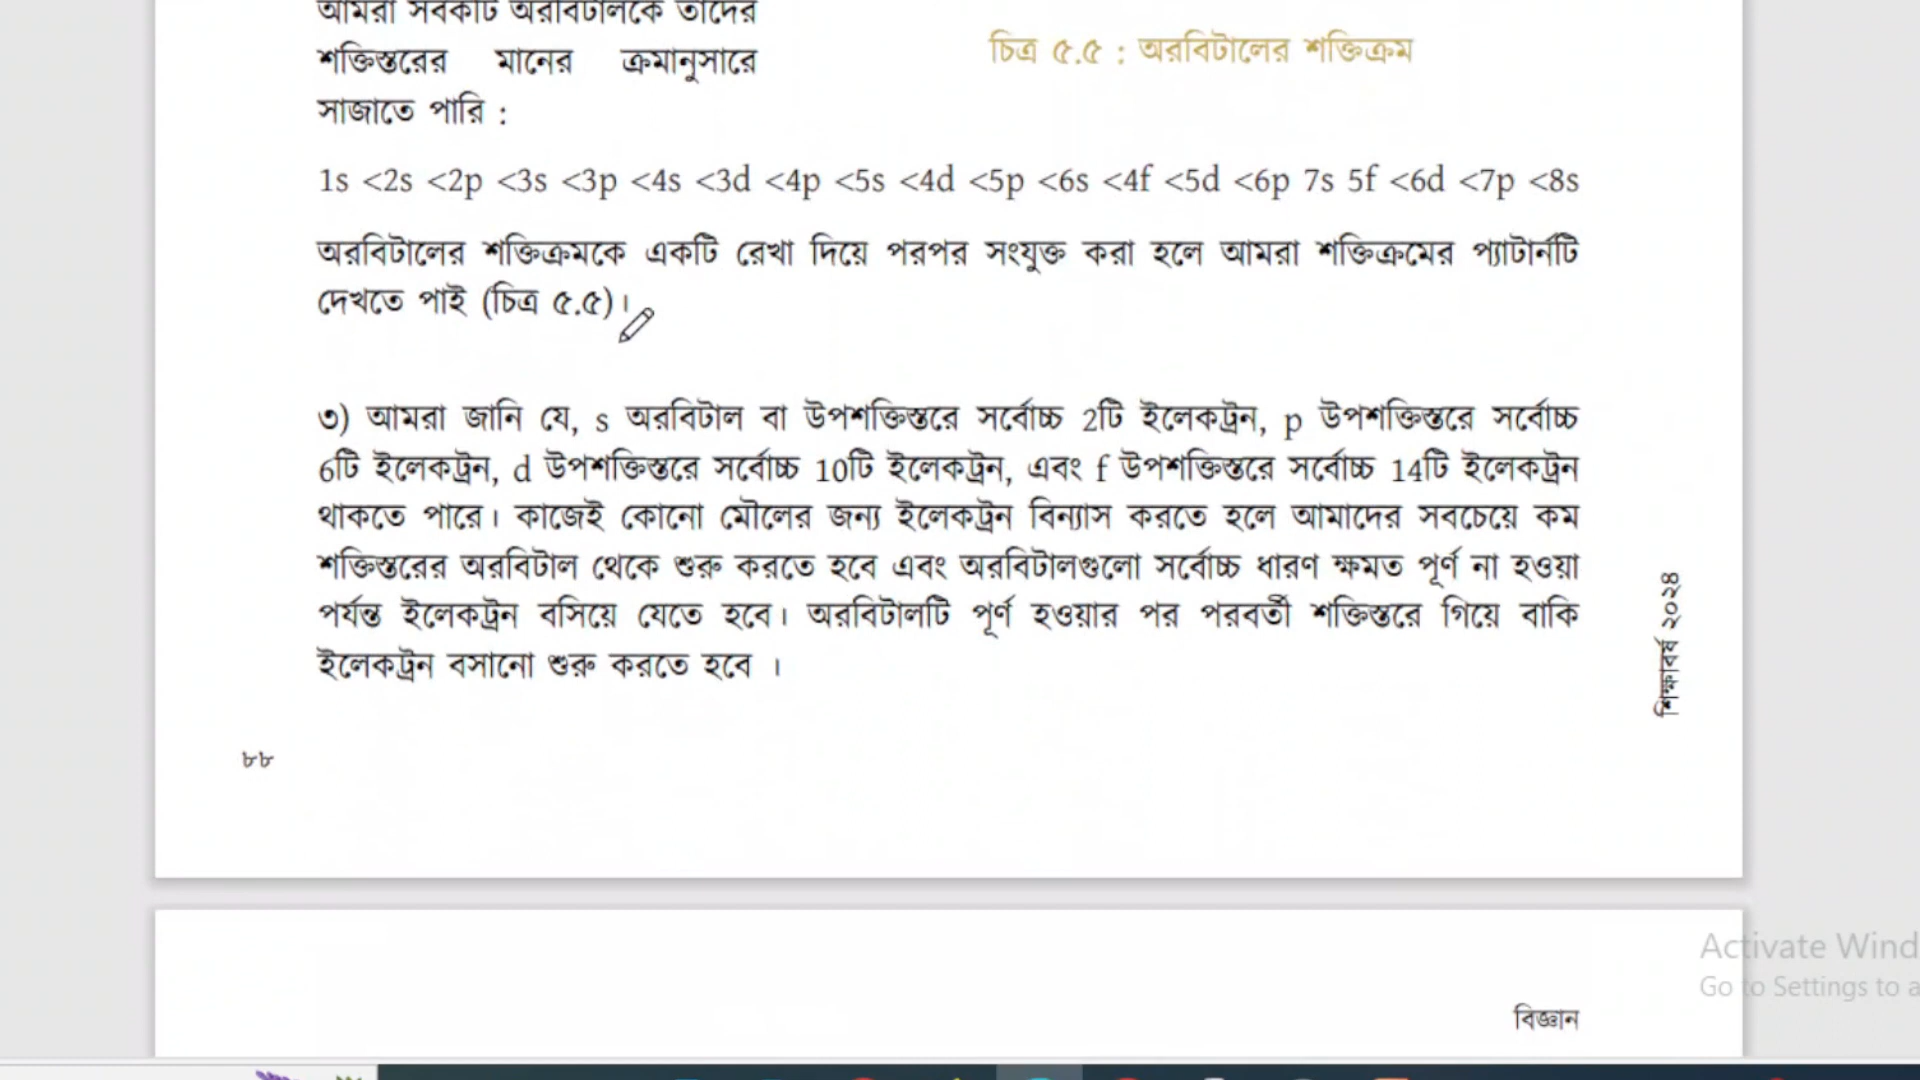 আমরা সবকটি অরবিটালকে তাদের
শক্তিস্তরের মানের ক্রমানুসারে
সাজাতে পারি :
চিত্র ৫.৫ : অরবিটালের শক্তিক্রম
1s <2s <2p <3s <3p <4s <3d <4p <5s <4d <5p <6s <4f <5d <6p 7s 5f <6d <7p <8s
অরবিটালের শক্তিক্রমকে একটি রেখা দিয়ে পরপর সংযুক্ত করা হলে আমরা শক্তিক্রমের প্যাটার্নটি
দেখতে পাই (চিত্র ৫.৫)।
৩) আমরা জানি যে, s অরবিটাল বা উপশক্তিস্তরে সর্বোচ্চ 2টি ইলেকট্রন, p উপশক্তিস্তরে সর্বোচ্চ
6টি ইলেকট্রন, d উপশক্তিস্তরে সর্বোচ্চ 10টি ইলেকট্রন, এবং f উপশক্তিস্তরে সর্বোচ্চ 14টি ইলেকট্রন
থাকতে পারে। কাজেই কোনো মৌলের জন্য ইলেকট্রন বিন্যাস করতে হলে আমাদের সবচেয়ে কম
শক্তিস্তরের অরবিটাল থেকে শুরু করতে হবে এবং অরবিটালগুলো সর্বোচ্চ ধারণ ক্ষমত পূর্ণ না হওয়া
পর্যন্ত ইলেকট্রন বসিয়ে যেতে হবে। অরবিটালটি পূর্ণ হওয়ার পর পরবর্তী শক্তিস্তরে গিয়ে বাকি
ইলেকট্রন বসানো শুরু করতে হবে ।
শিক্ষাবর্ষ ২০২৪
৮৮
Activate Wind
Go to Settings to a
বিজ্ঞান